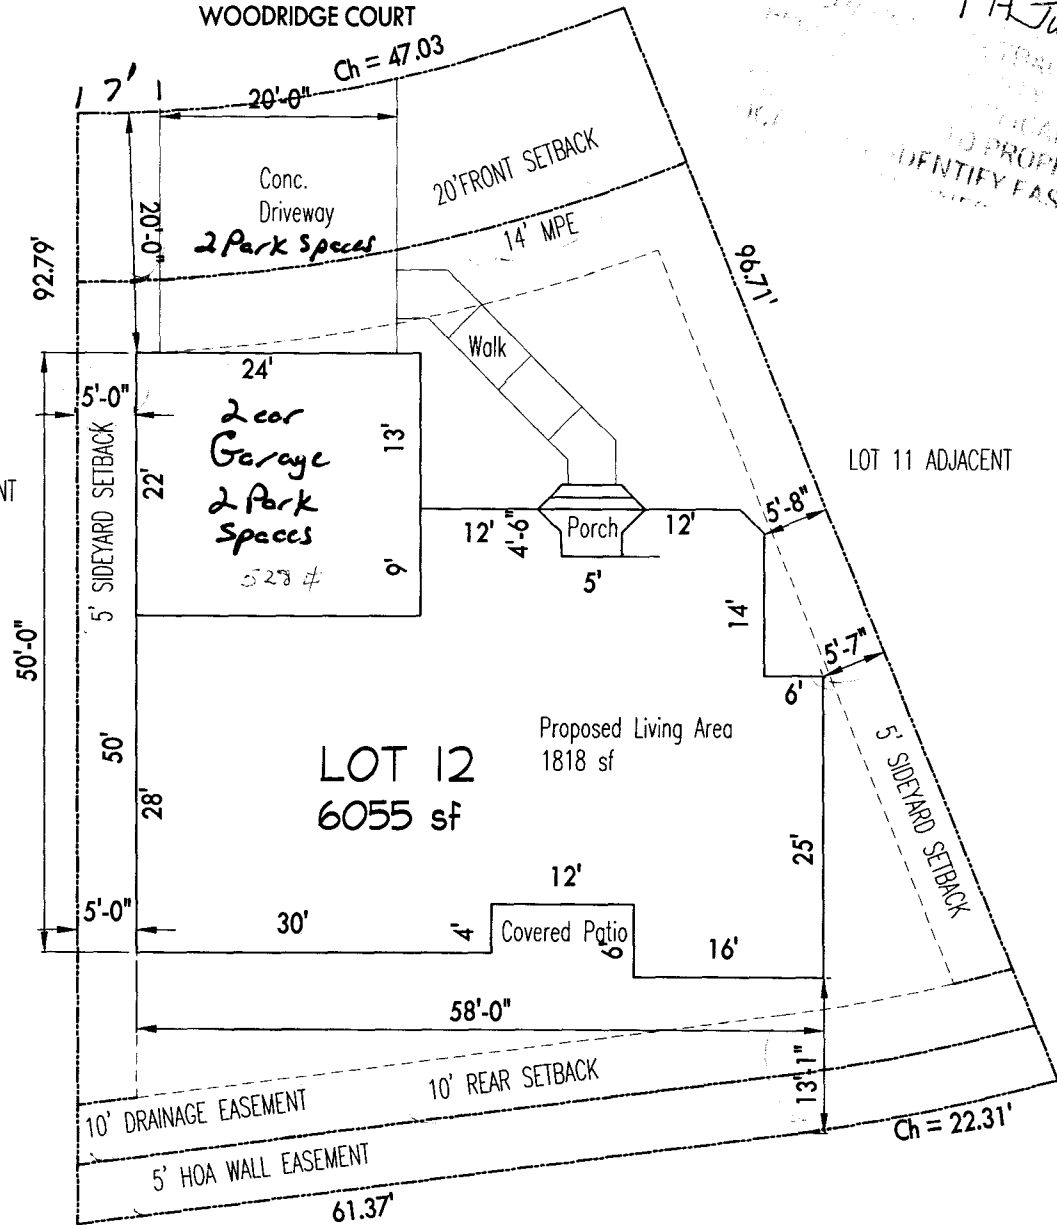 WOODRIDGE COURT
Ch = 47.03
7'
20'-0"
Conc.
Driveway
2 Park Spaces
20'-0"
20'FRONT SETBACK
14' MPE
92.79'
96.71'
IDENTIFY EAS
Walk
24'
5'-0"
2 car
Garage
2 Park
Spaces
13'
22'
5' SIDEYARD SETBACK
LOT 11 ADJACENT
NT
5'-8"
12'
4'-6"
Porch
12'
5'
9'
528 #
14'
5'-7"
6'
50'-0"
50'
28'
Proposed Living Area
1818 sf
LOT 12
6055 sf
5' SIDEYARD SETBACK
25'
12'
5'-0"
30'
4'
Covered Patio
6'
16'
58'-0"
13'-1"
10' REAR SETBACK
10' DRAINAGE EASEMENT
5' HOA WALL EASEMENT
61.37'
Ch = 22.31'